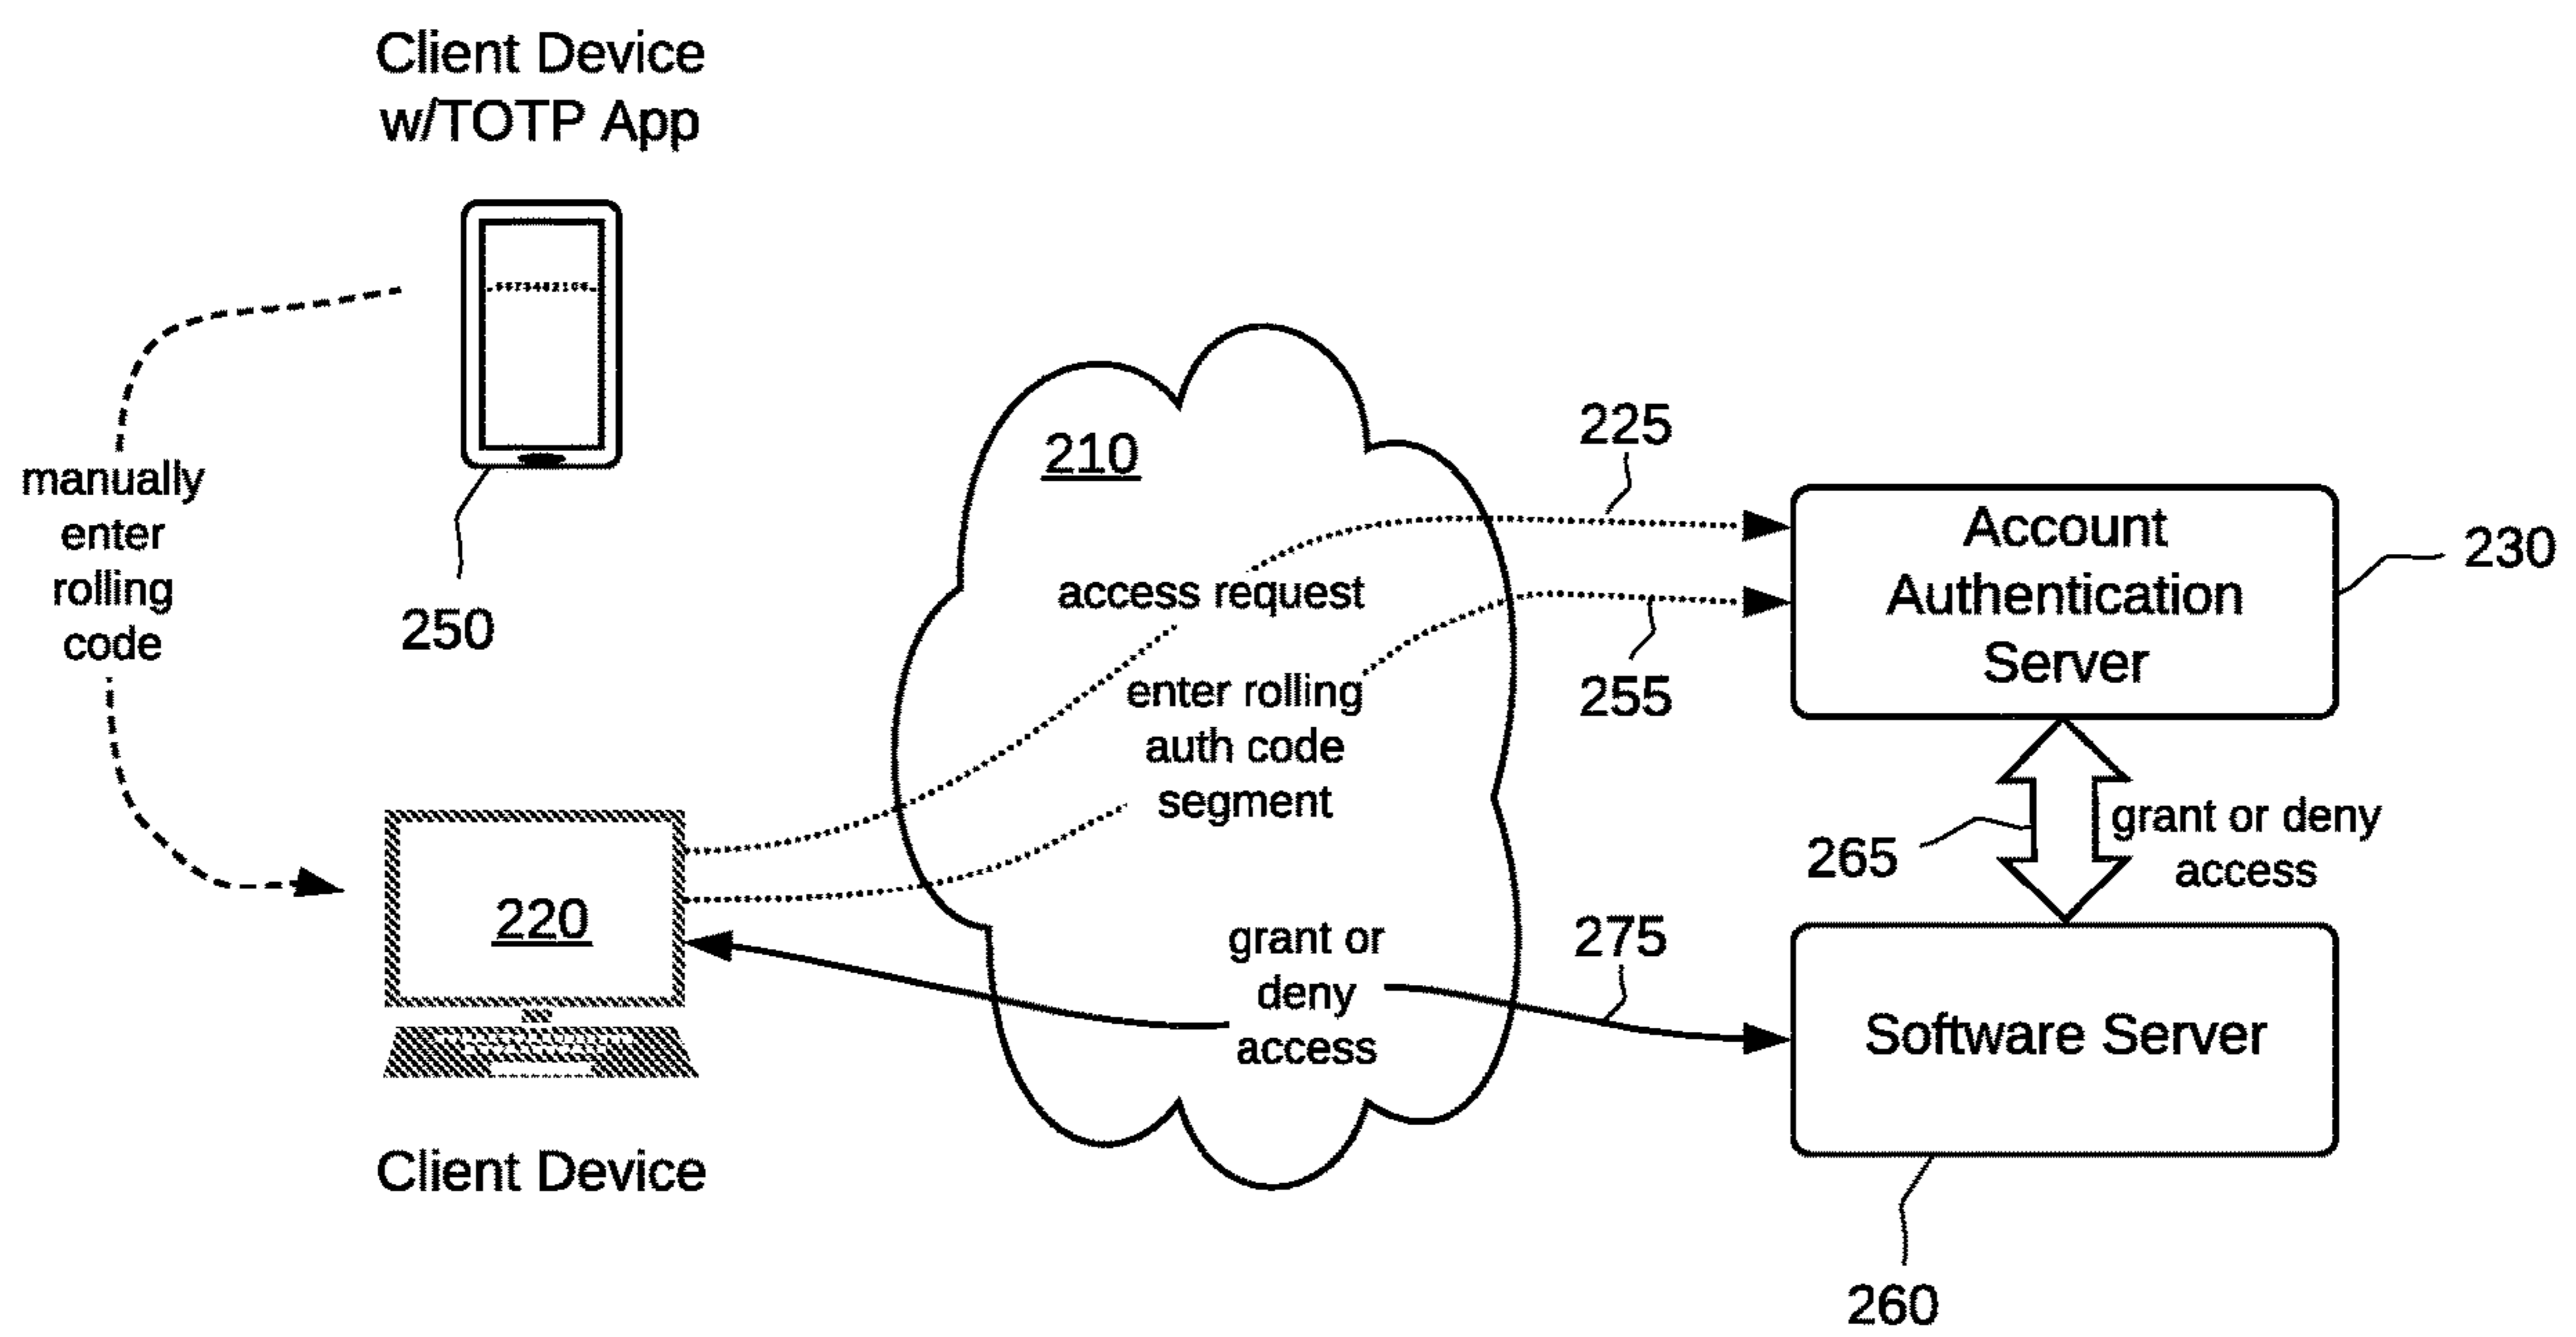 Client Device
w/TOTP App
manually
enter
rolling
code
250
210
225
access request
enter rolling
auth code
segment
255
Account
Authentication
Server
230
265
grant or deny
access
220
Client Device
grant or
deny
access
275
Software Server
260